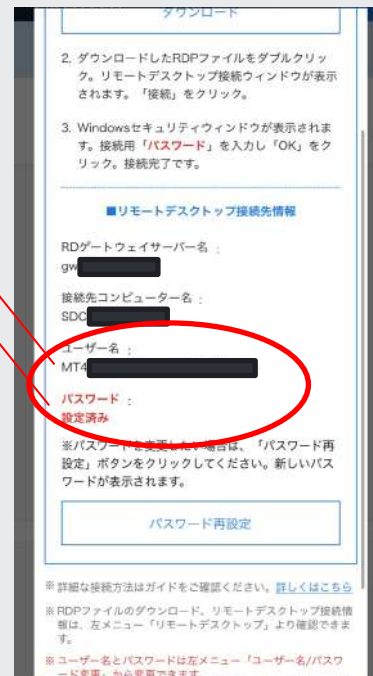 ダウンロード
2. ダウンロードしたRDPファイルをダブルクリッ
ク。リモートデスクトップ接続ウィンドウが表示
されます。「接続」をクリック。
3. Windowsセキュリティウィンドウが表示されま
す。接続用「パスワード」を入力し「OK」をク
リック。接続完了です。
■リモートデスクトップ接続先情報
RDゲートウェイサーバー名 :
gw
接続先コンピューター名 :
SDC
ユーザー名 :
MT4
パスワード :
設定済み
※パスワードを変更したい場合は、「パスワード再
設定」ボタンをクリックしてください。新しいパス
ワードが表示されます。
パスワード再設定
※ 詳細な接続方法はガイドをご確認ください。詳しくはこちら
※ RDPファイルのダウンロード、リモートデスクトップ接続情
報は、左メニュー「リモートデスクトップ」より確認できま
す。
※ ユーザー名とパスワードは左メニュー「ユーザー名/パスワ
ード変更」から変更できます。